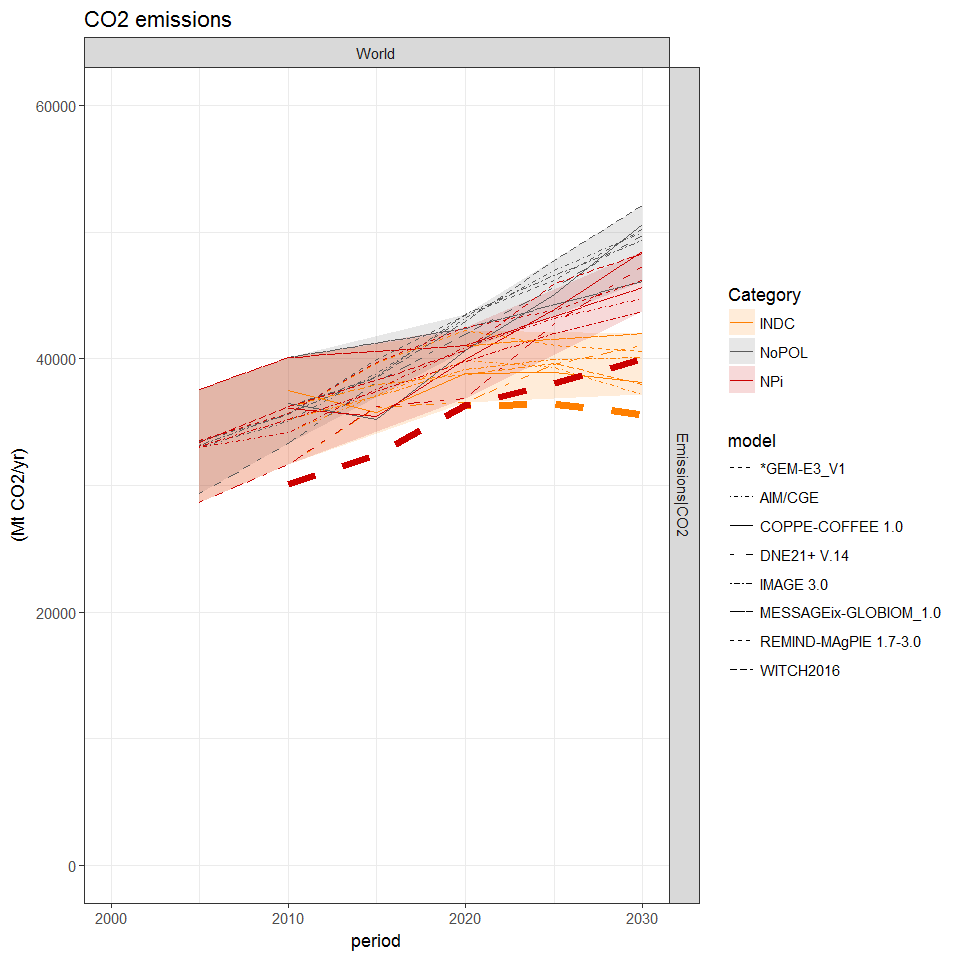 CO2 emissions
World
60000
40000
20000
0
(Mt CO2/yr)
2000
2010
2020
2030
period
Emissions|CO2
Category
INDC
NoPOL
NPi
model
*GEM-E3_V1
AIM/CGE
COPPE-COFFEE 1.0
DNE21+ V.14
IMAGE 3.0
MESSAGEix-GLOBIOM_1.0
REMIND-MAgPIE 1.7-3.0
WITCH2016